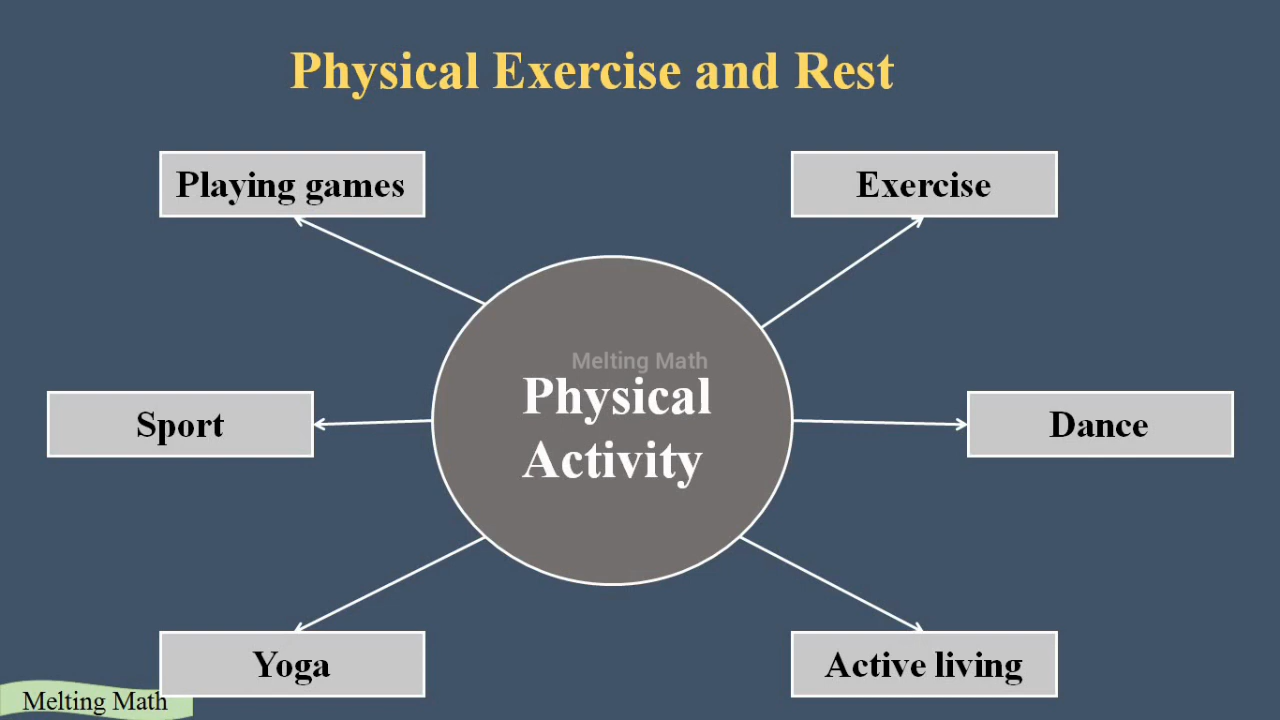 Physical Exercise and Rest
Playing games
Exercise
Melting Math
Physical
Activity
Sport
Dance
Yoga
Active living
Melting Math